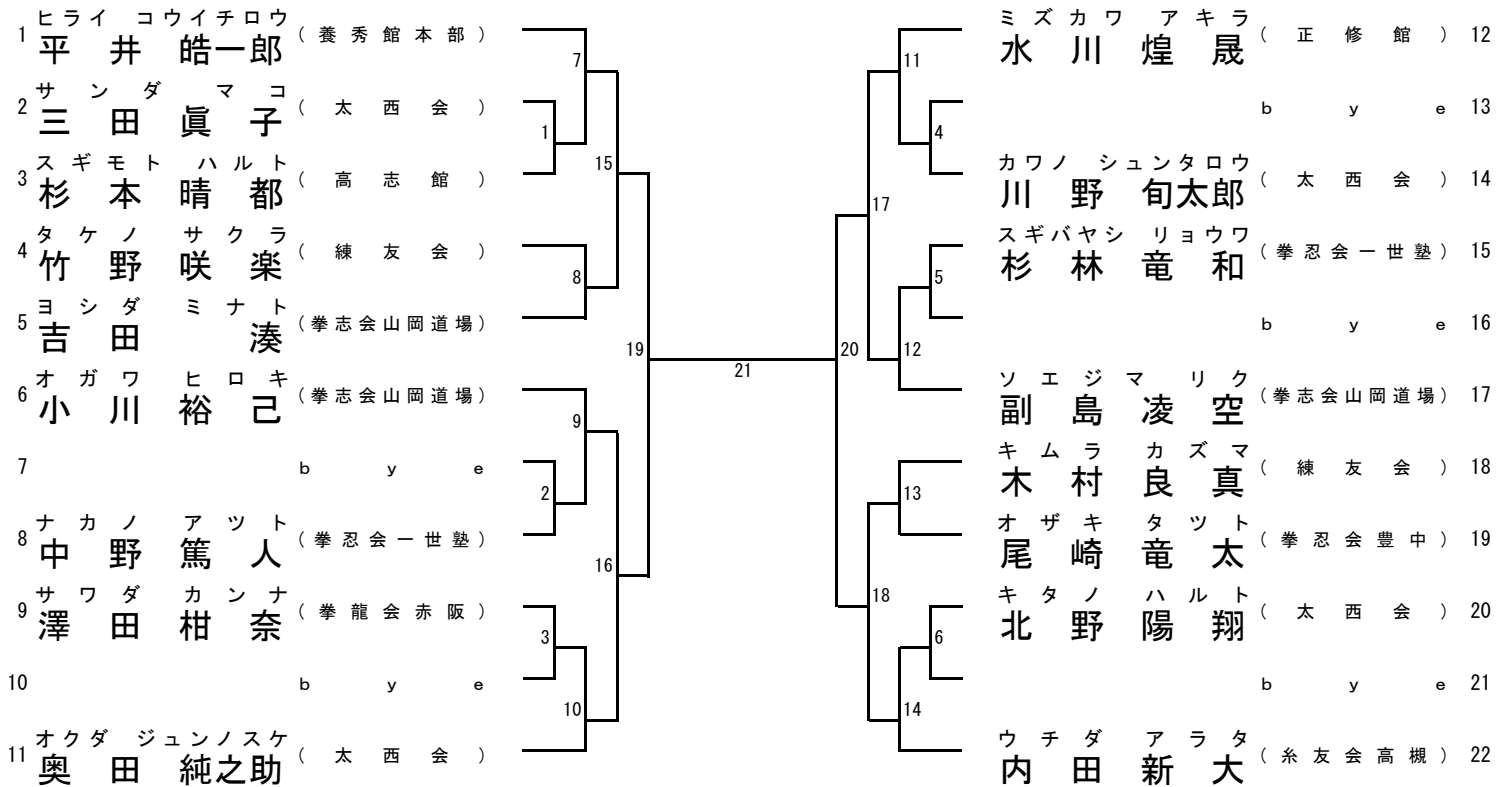 ヒライ コウイチロウ
1 平井 皓一郎 (養秀館本部)
サンダ マコ
2 三田 眞子 (太西会)
スギモト ハルト
3 杉本 晴都 (高志館)
タケノ サクラ
4 竹野 咲楽 (練友会)
ヨシダ ミナト
5 吉田 湊 (拳志会山岡道場)
オガワ ヒロキ
6 小川 裕己 (拳志会山岡道場)
7 bye
ナカノ アツト
8 中野 篤人 (拳忍会一世塾)
サワダ カンナ
9 澤田 柑奈 (拳龍会赤阪)
10 bye
オクダ ジュンノスケ
11 奥田 純之助 (太西会)
7
1
15
8
19
9
2
16
3
10
21
20
11
4
17
5
12
13
18
6
14
ミズカワ アキラ
水川 煌晟 (正修館) 12
bye 13
カワノ シュンタロウ
川野 旬太郎 (太西会) 14
スギバヤシ リョウワ
杉林 竜和 (拳忍会一世塾) 15
bye 16
ソエジマ リク
副島 凌空 (拳志会山岡道場) 17
キムラ カズマ
木村 良真 (練友会) 18
オザキ タツト
尾崎 竜太 (拳忍会豊中) 19
キタノ ハルト
北野 陽翔 (太西会) 20
bye 21
ウチダ アラタ
内田 新大 (糸友会高槻) 22